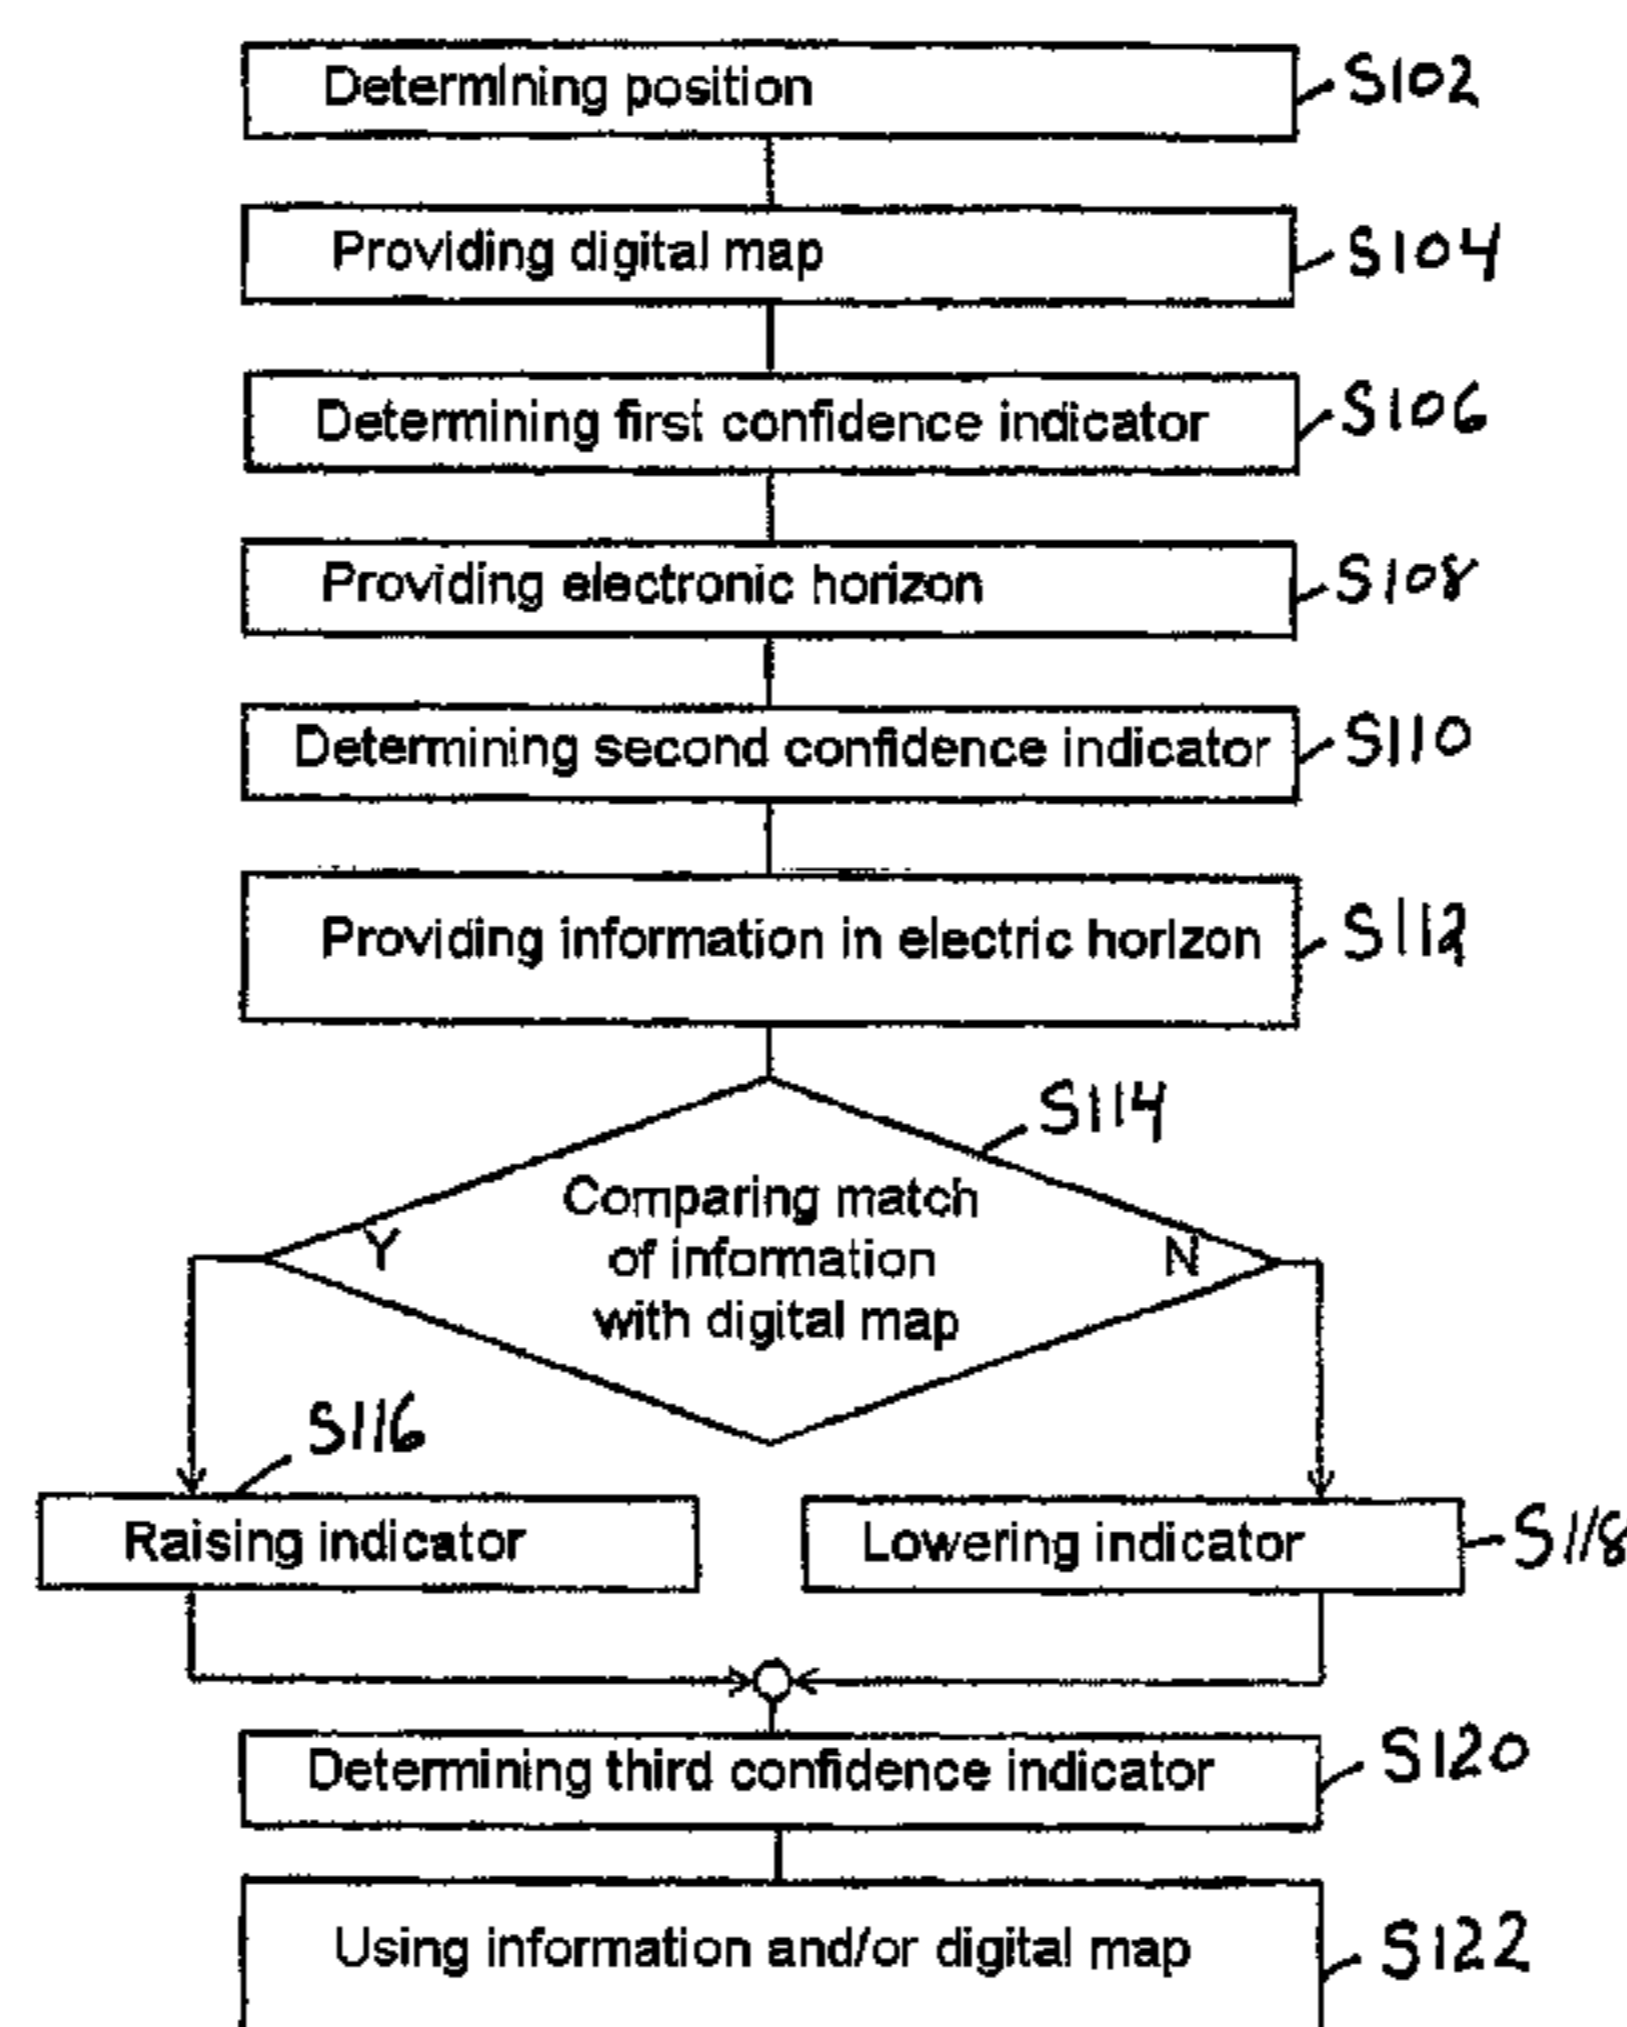 Determining position
S102
Providing digital map
S104
Determining first confidence indicator
S106
Providing electronic horizon
S108
Determining second confidence indicator
S110
Providing information in electric horizon
S112
S114
Comparing match
of information
with digital map
Y
N
S116
Raising indicator
Lowering indicator
S118
Determining third confidence indicator
S120
Using information and/or digital map
S122